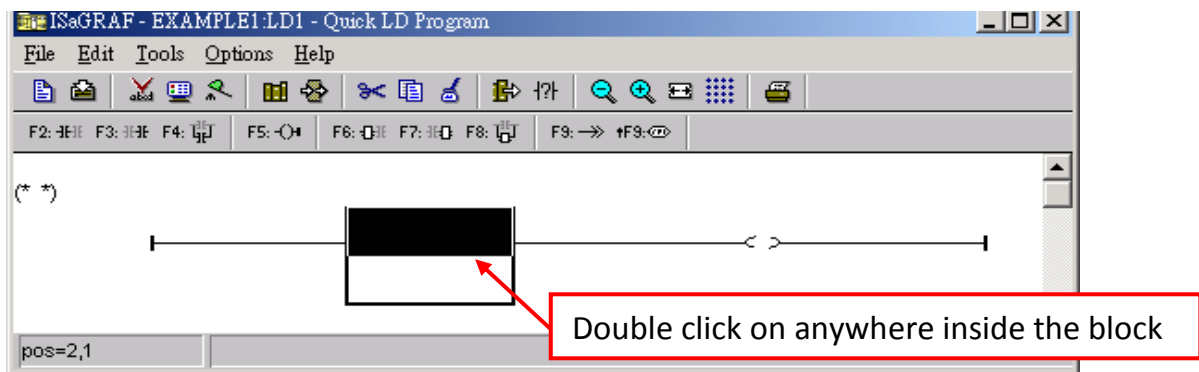 ISaGRAF - EXAMPLE1:LD1 - Quick LD Program
File Edit Tools Options Help
F2: F3: F4: F5: F6: F7: F8: F9: F9:
(* *)
Double click on anywhere inside the block
pos=2,1